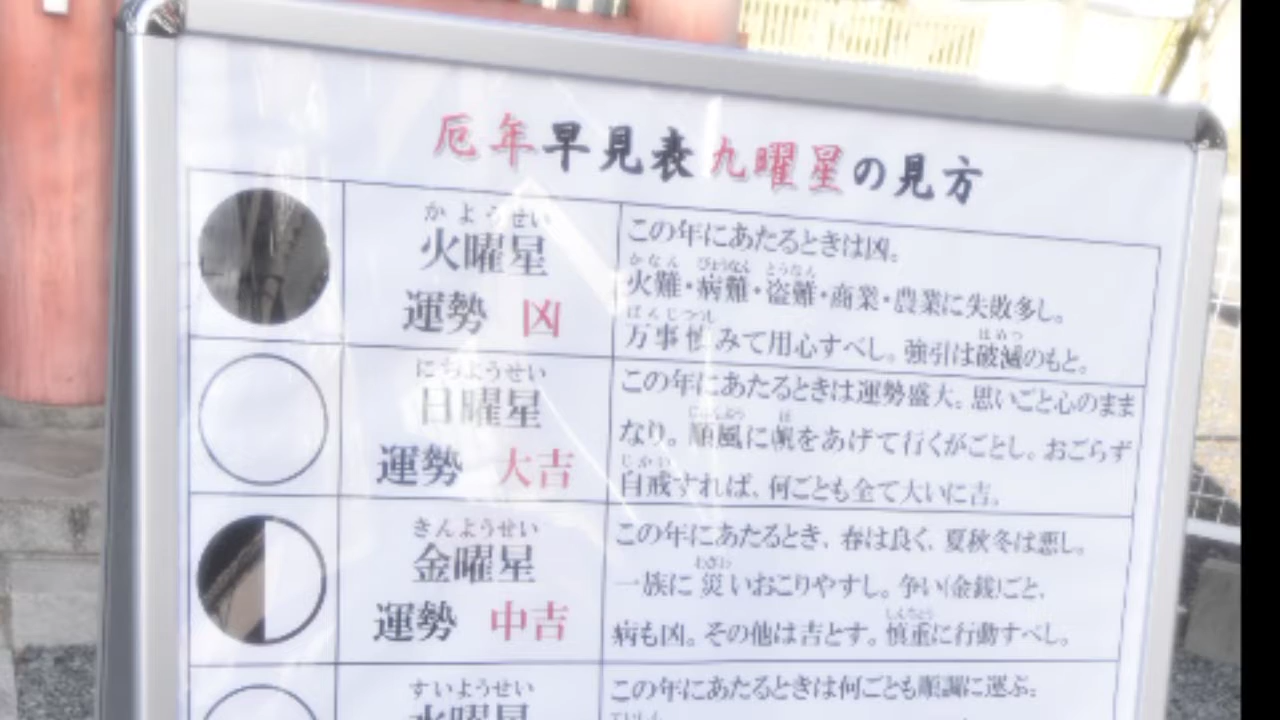 厄年早見表 九曜星の見方
かようせい
火曜星
運勢 凶
この年にあたるときは凶。
かなん びょうなん とうなん
火難・病難・盗難・商業・農業に失敗多し。
ばんじつつし はめつ
万事慎みて用心すべし。強引は破滅のもと。
にちようせい
日曜星
運勢 大吉
この年にあたるときは運勢盛大。思いごと心のまま
なり。順風に帆をあげて行くがごとし。おごらず
じかい
自戒すれば、何ごとも全て大いに吉。
きんようせい
金曜星
運勢 中吉
この年にあたるとき、春は良く、夏秋冬は悪し。
わざわ
一族に災いおこりやすし。争い(金銭)ごと、
しんちょう
病も凶。その他は吉とす。慎重に行動すべし。
すいようせい
水曜星
この年にあたるときは何ごとも順調に運ぶ。